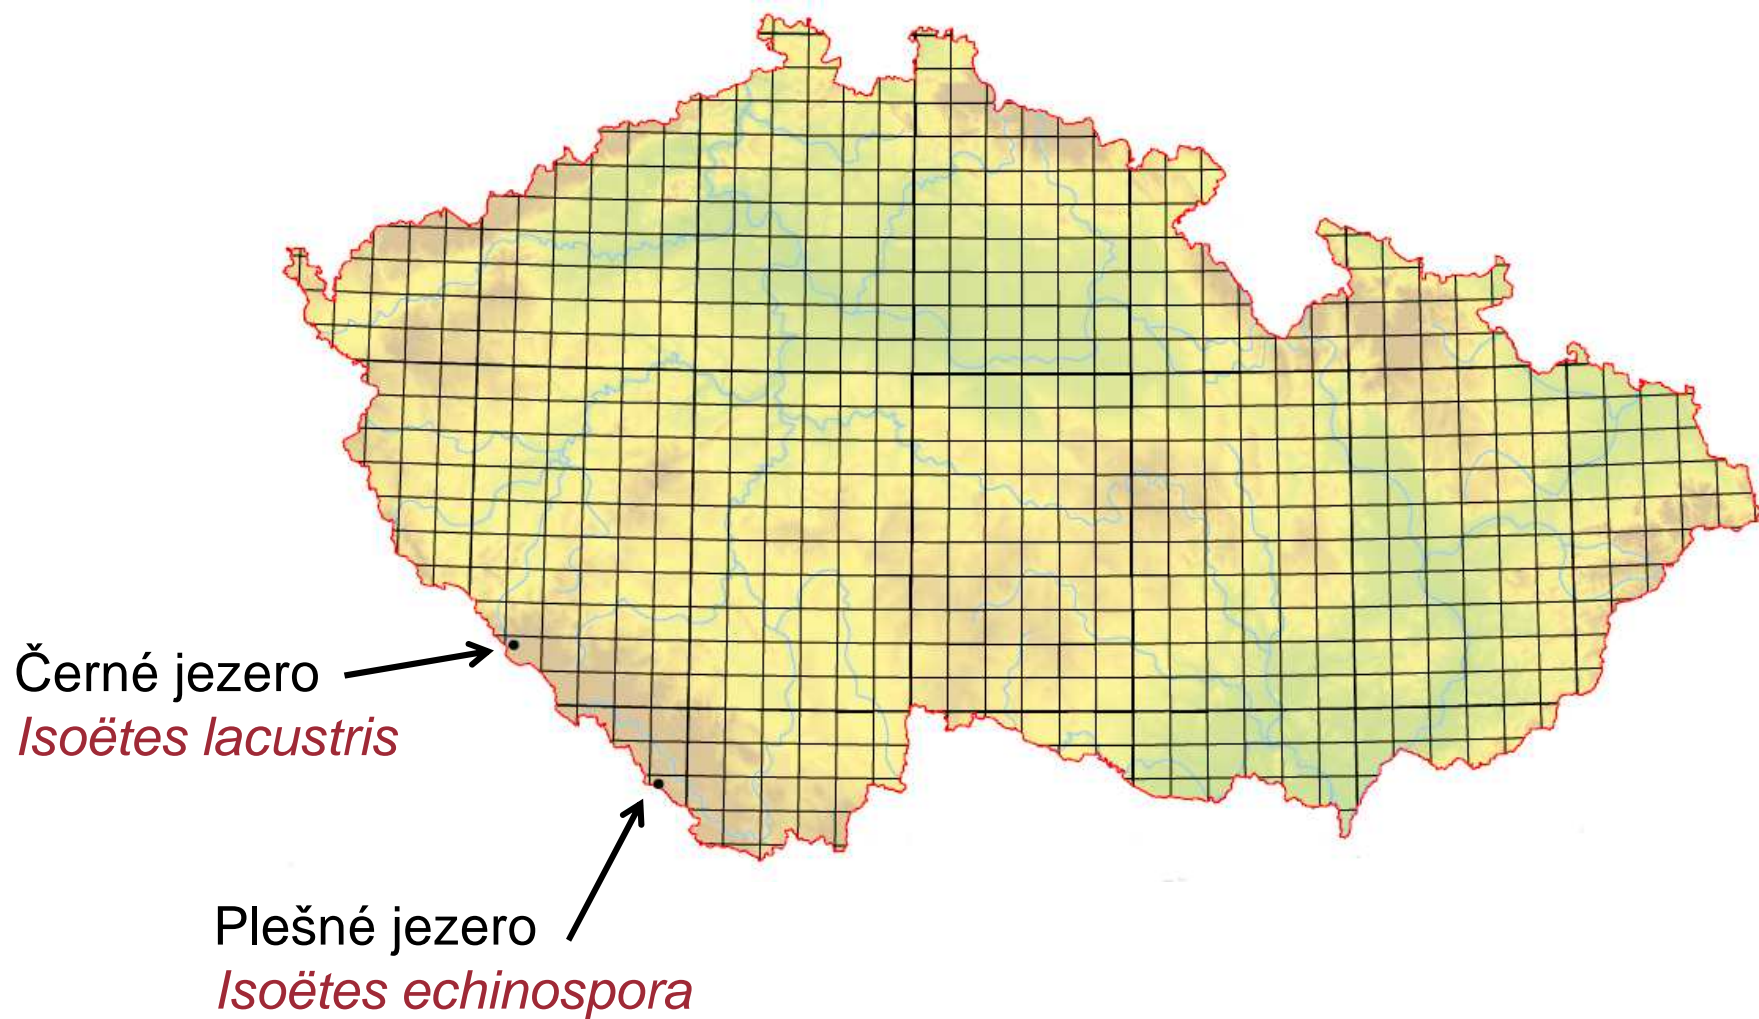 Černé jezero
Isoëtes lacustris
Plešné jezero
Isoëtes echinospora